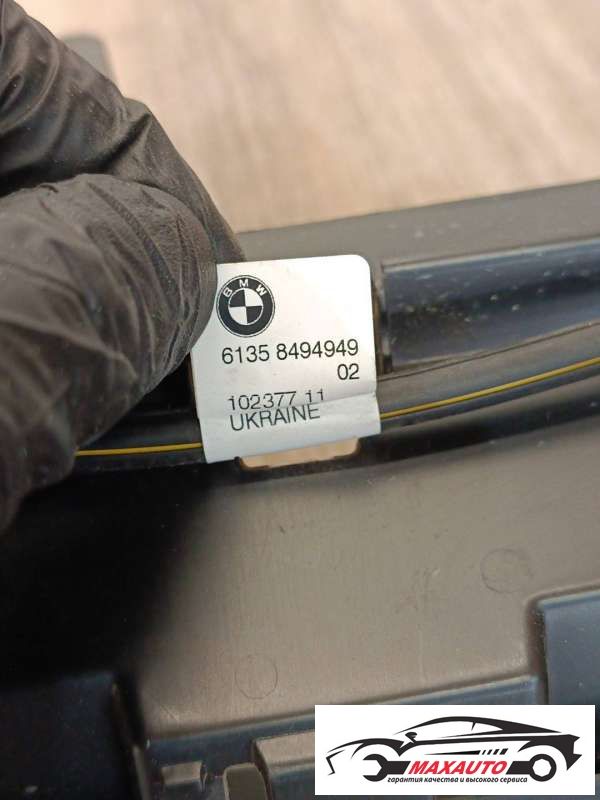 BMW
6135 8494949
02
102377 11
UKRAINE
MAXAUTO
гарантия качества и высокого сервиса